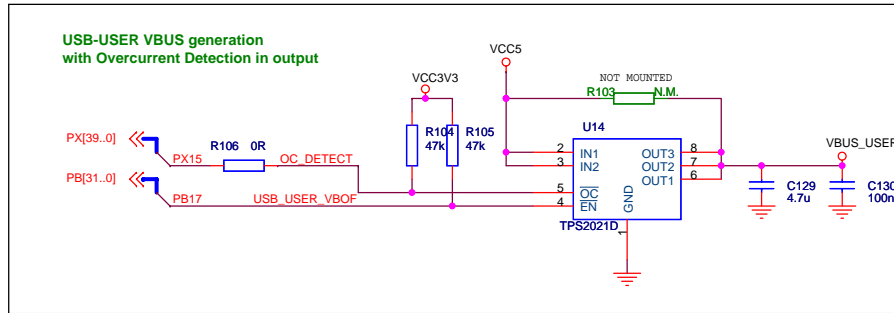 USB-USER VBUS generation
with Overcurrent Detection in output
VCC5
VCC3V3
NOT MOUNTED
R103 N.M.
U14
PX[39..0]
R106 0R
PX15
OC_DETECT
R104
47k
R105
47k
2 IN1
3 IN2
OUT3 8
OUT2 7
OUT1 6
VBUS_USER
PB[31..0]
PB17
USB_USER_VBOF
5 OC
4 EN
GND
1
TPS2021D
C129
4.7u
C130
100n